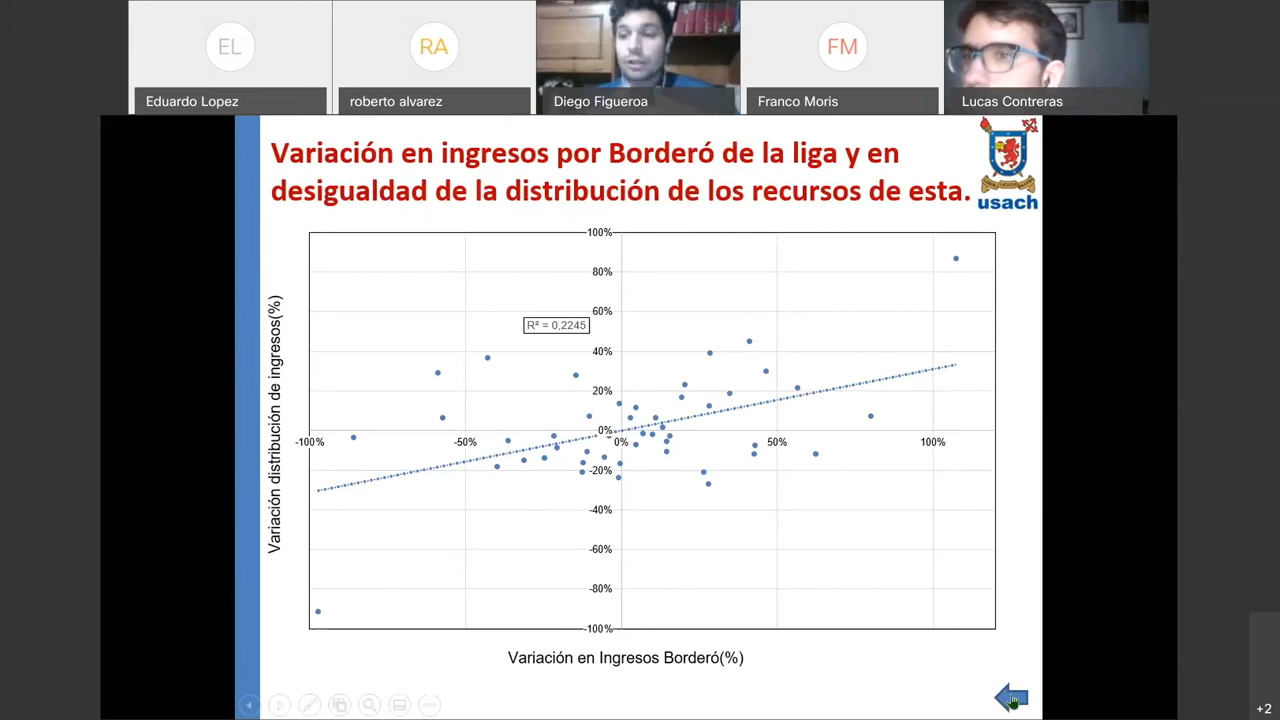 EL
RA
FM
Eduardo Lopez
roberto alvarez
Diego Figueroa
Franco Moris
Lucas Contreras
Variación en ingresos por Borderó de la liga y en
desigualdad de la distribución de los recursos de esta.
usach
100%
80%
60%
R² = 0,2245
40%
20%
0%
-100%
-50%
0%
50%
100%
-20%
-40%
-60%
-80%
-100%
Variación distribución de ingresos(%)
Variación en Ingresos Borderó(%)
+2